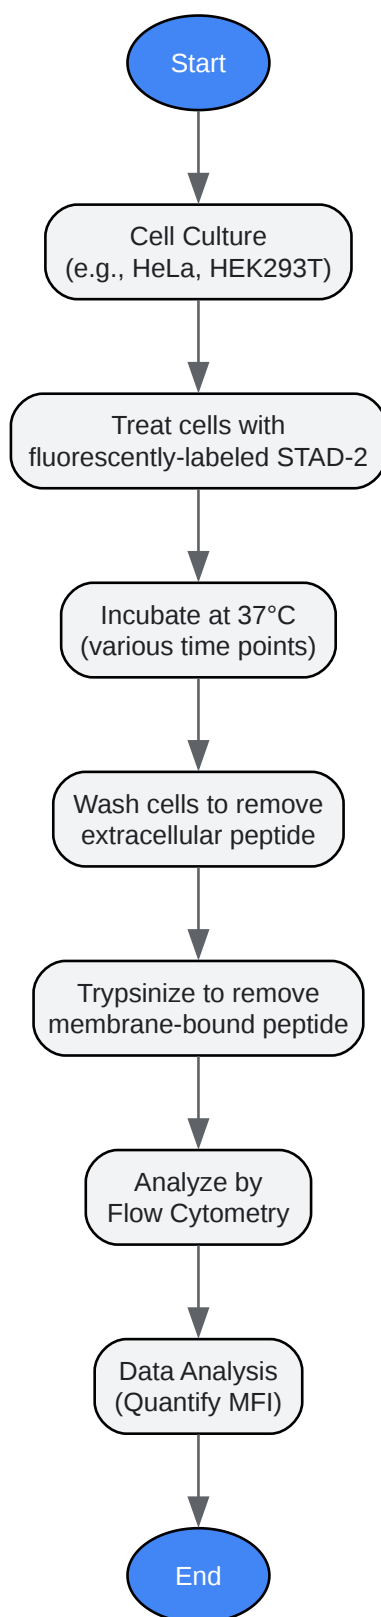 Start
Cell Culture
(e.g., HeLa, HEK293T)
Treat cells with
fluorescently-labeled STAD-2
Incubate at 37°C
(various time points)
Wash cells to remove
extracellular peptide
Trypsinize to remove
membrane-bound peptide
Analyze by
Flow Cytometry
Data Analysis
(Quantify MFI)
End